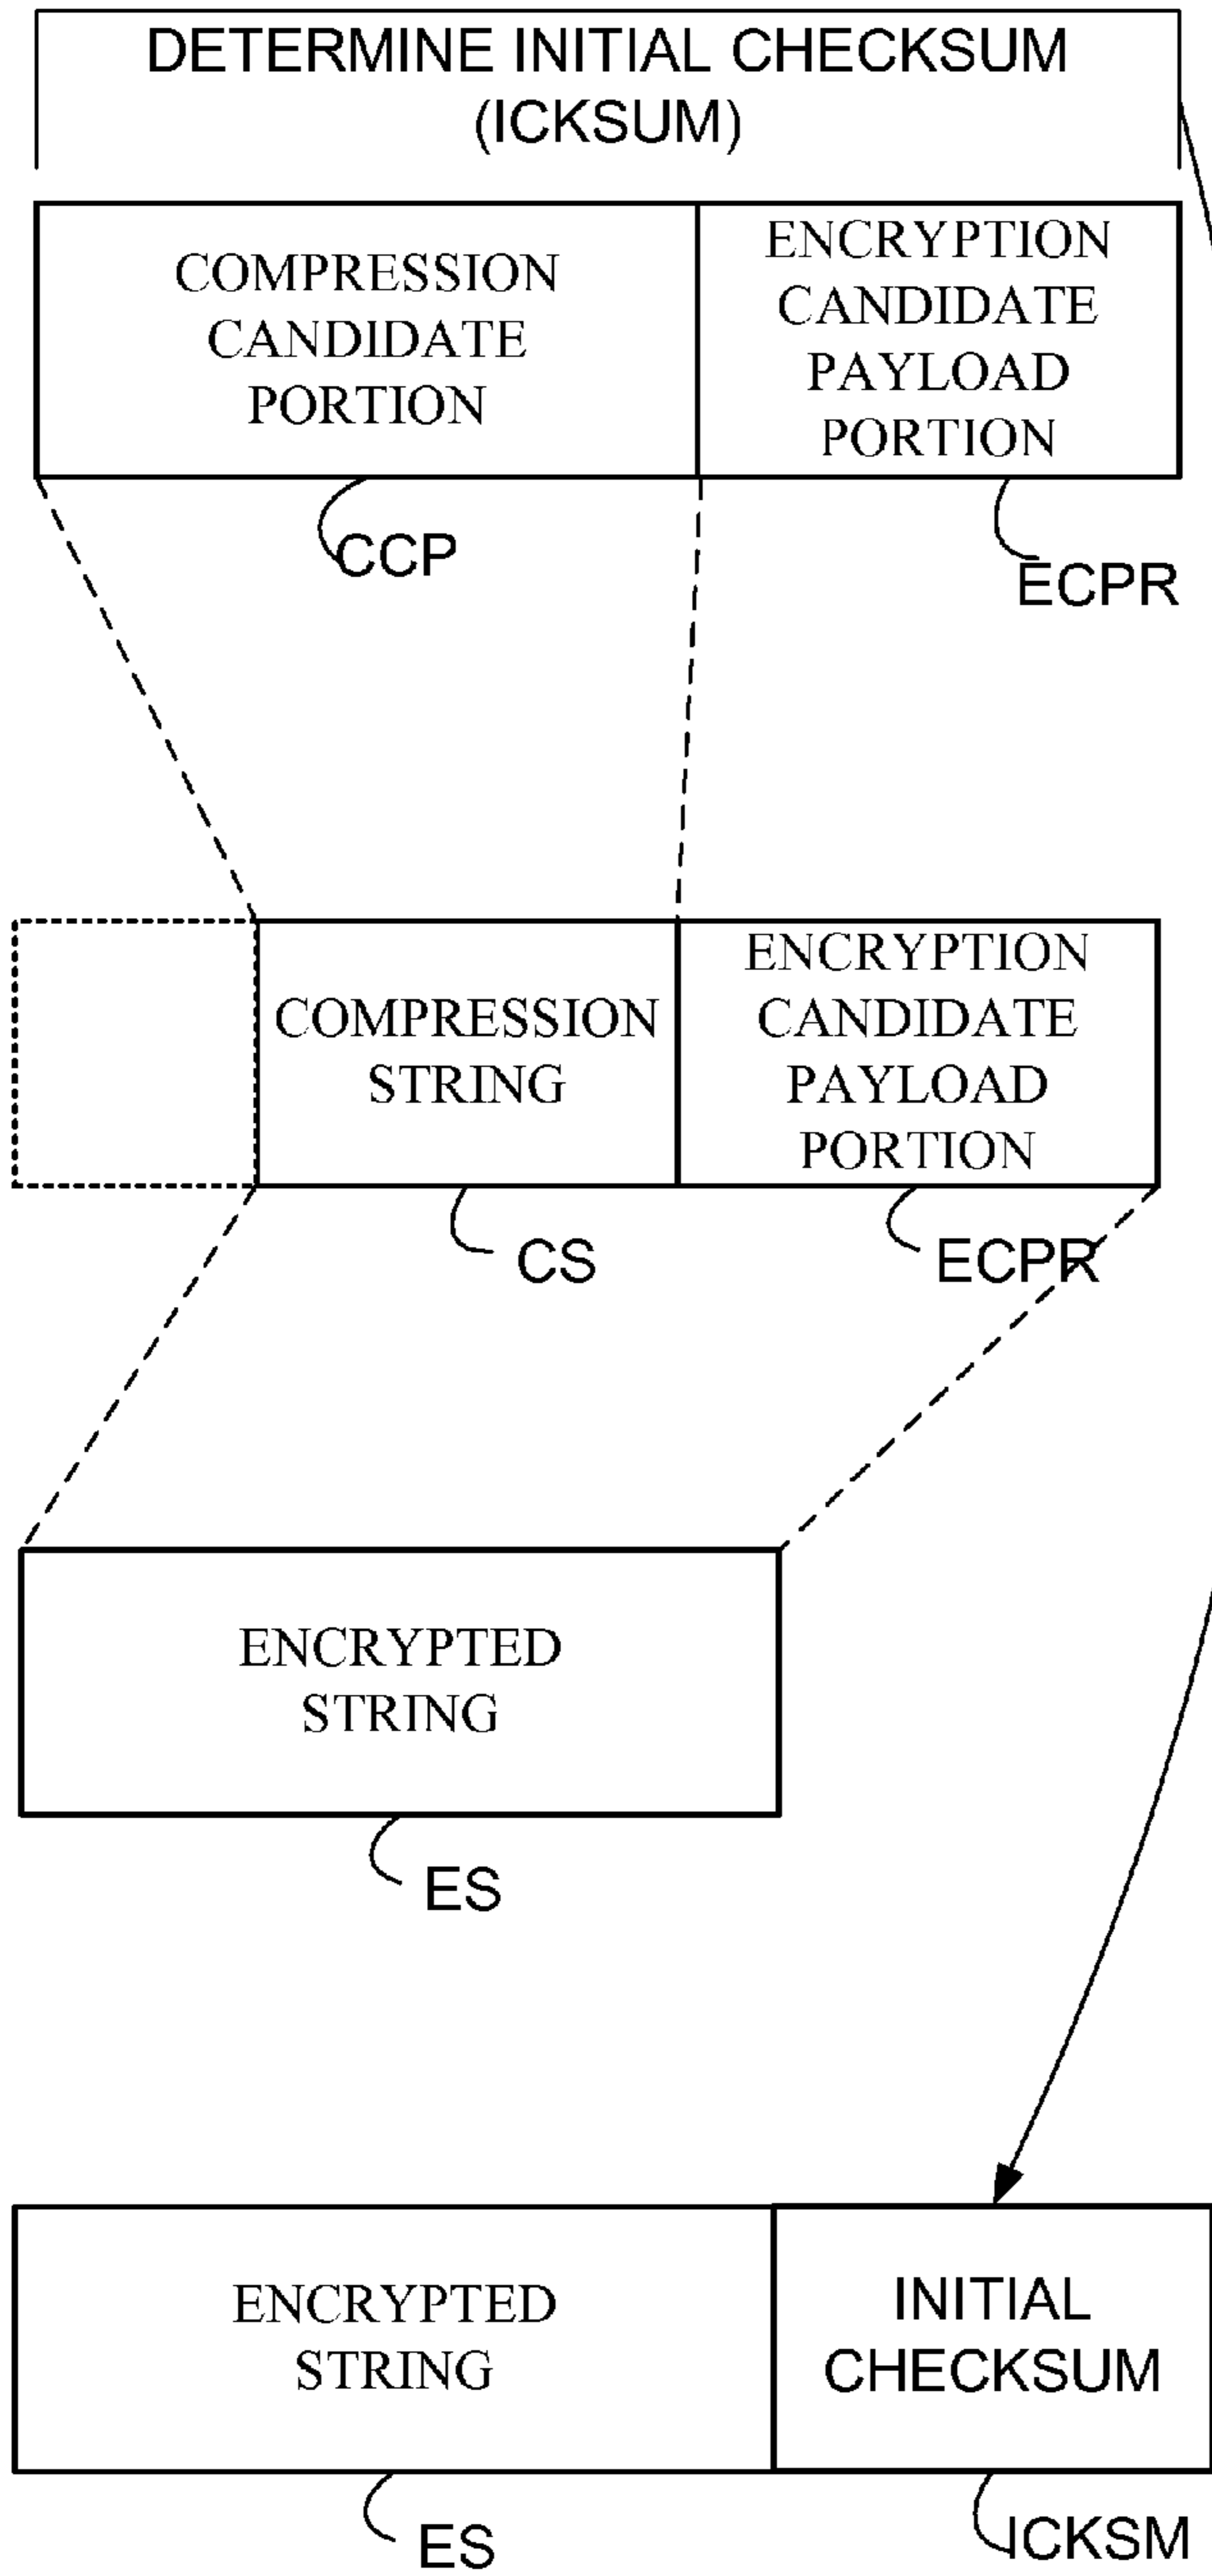 DETERMINE INITIAL CHECKSUM
(ICKSUM)
COMPRESSION
CANDIDATE
PORTION
ENCRYPTION
CANDIDATE
PAYLOAD
PORTION
CCP
ECPR
COMPRESSION
STRING
ENCRYPTION
CANDIDATE
PAYLOAD
PORTION
CS
ECPR
ENCRYPTED
STRING
ES
ENCRYPTED
STRING
INITIAL
CHECKSUM
ES
ICKSM